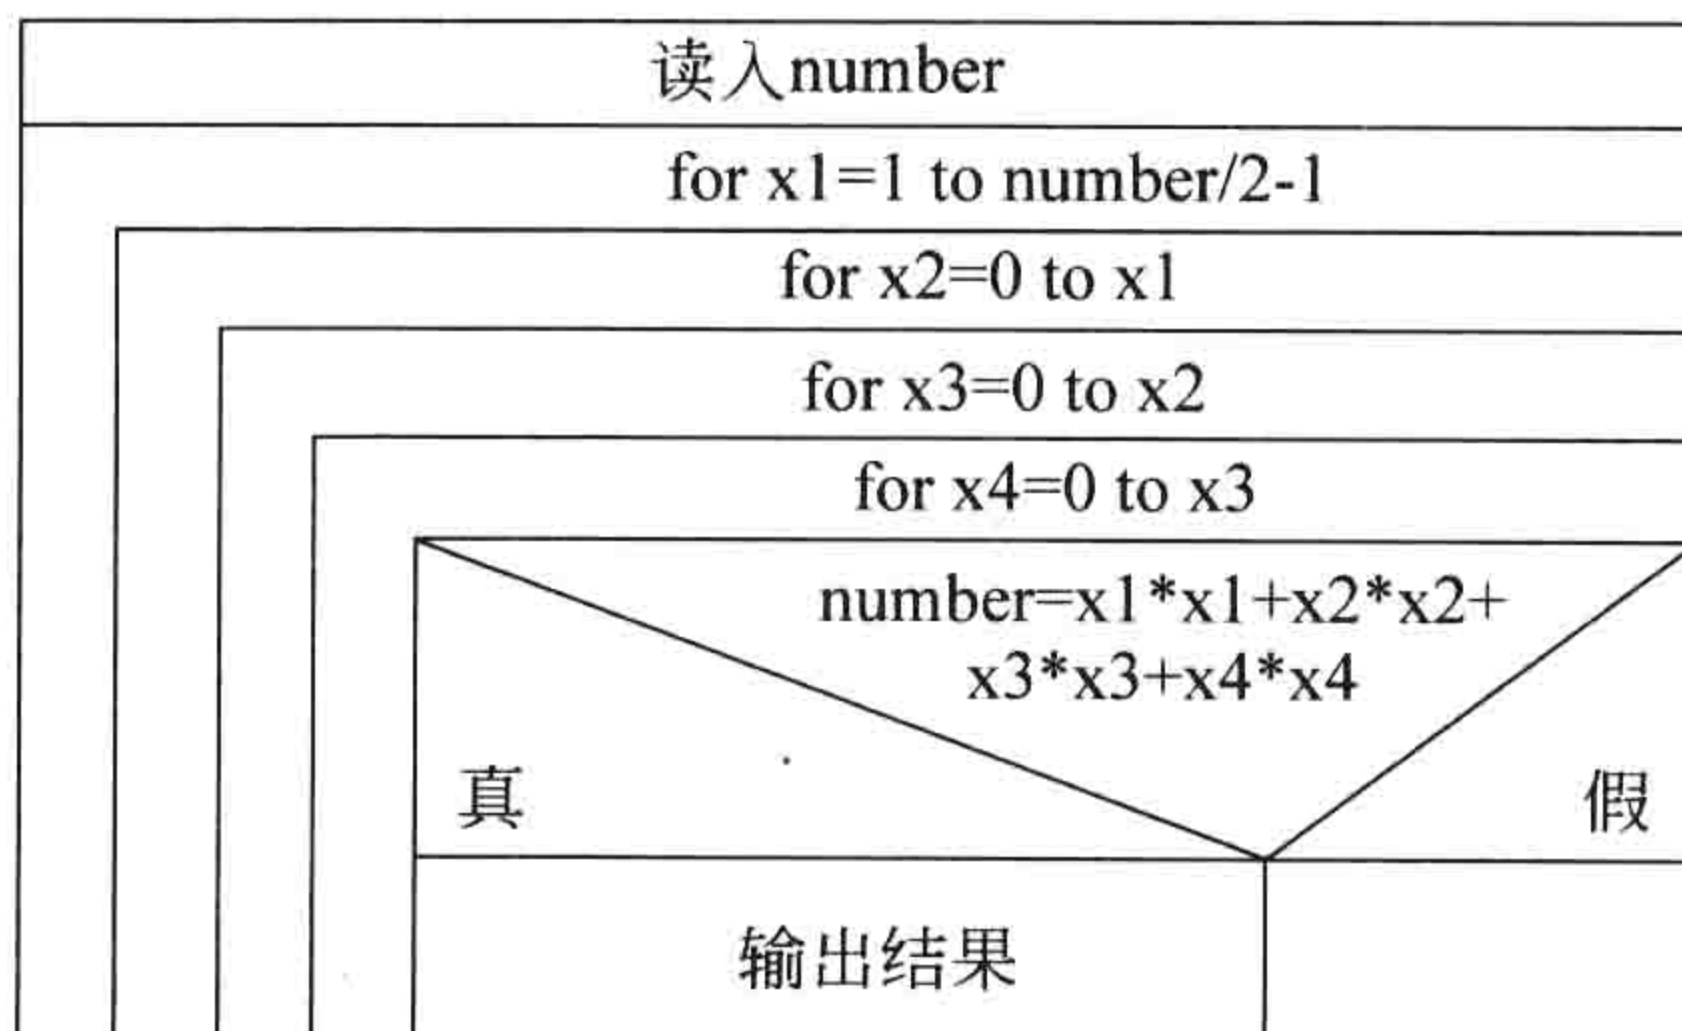 读入number
for x1=1 to number/2-1
for x2=0 to x1
for x3=0 to x2
for x4=0 to x3
number=x1*x1+x2*x2+
x3*x3+x4*x4
真
假
输出结果